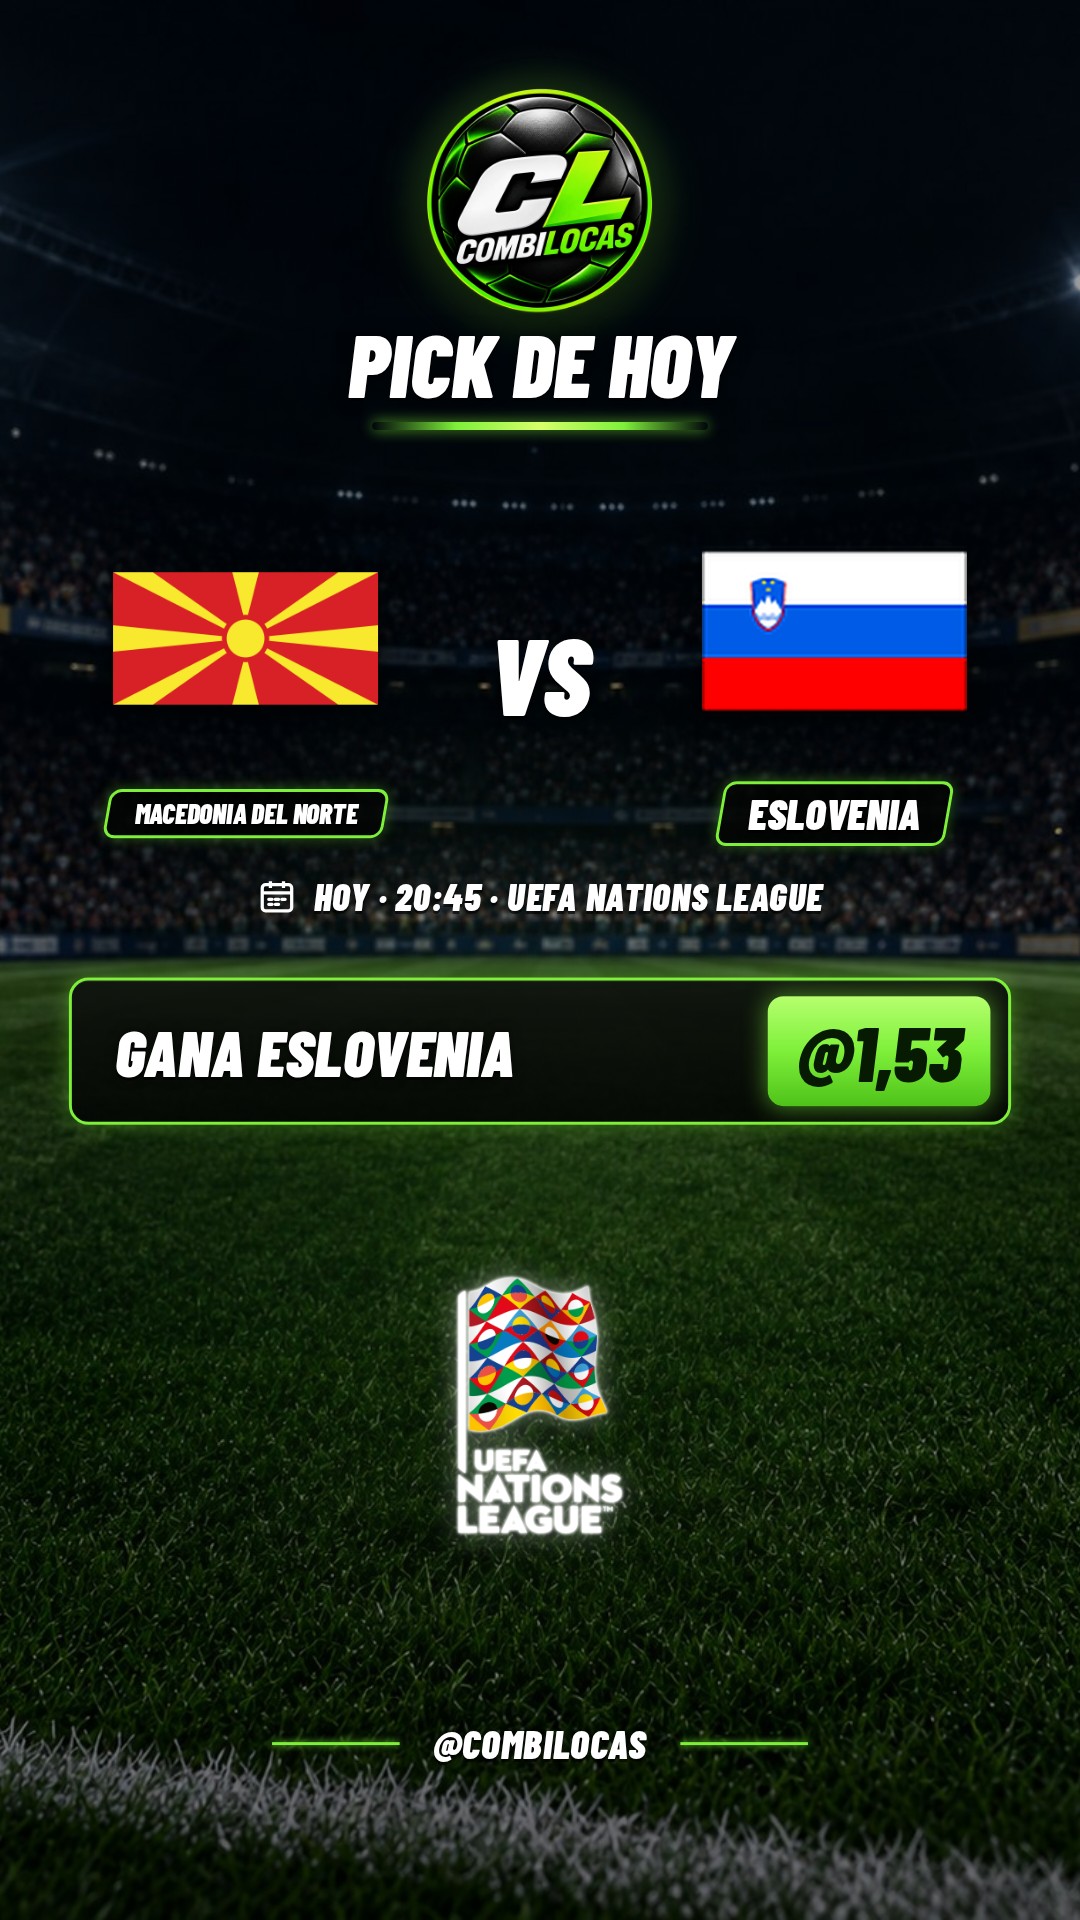 CL
COMBILOCAS
PICK DE HOY
VS
MACEDONIA DEL NORTE
ESLOVENIA
HOY · 20:45 · UEFA NATIONS LEAGUE
GANA ESLOVENIA
@1,53
UEFA
NATIONS
LEAGUE™
@COMBILOCAS